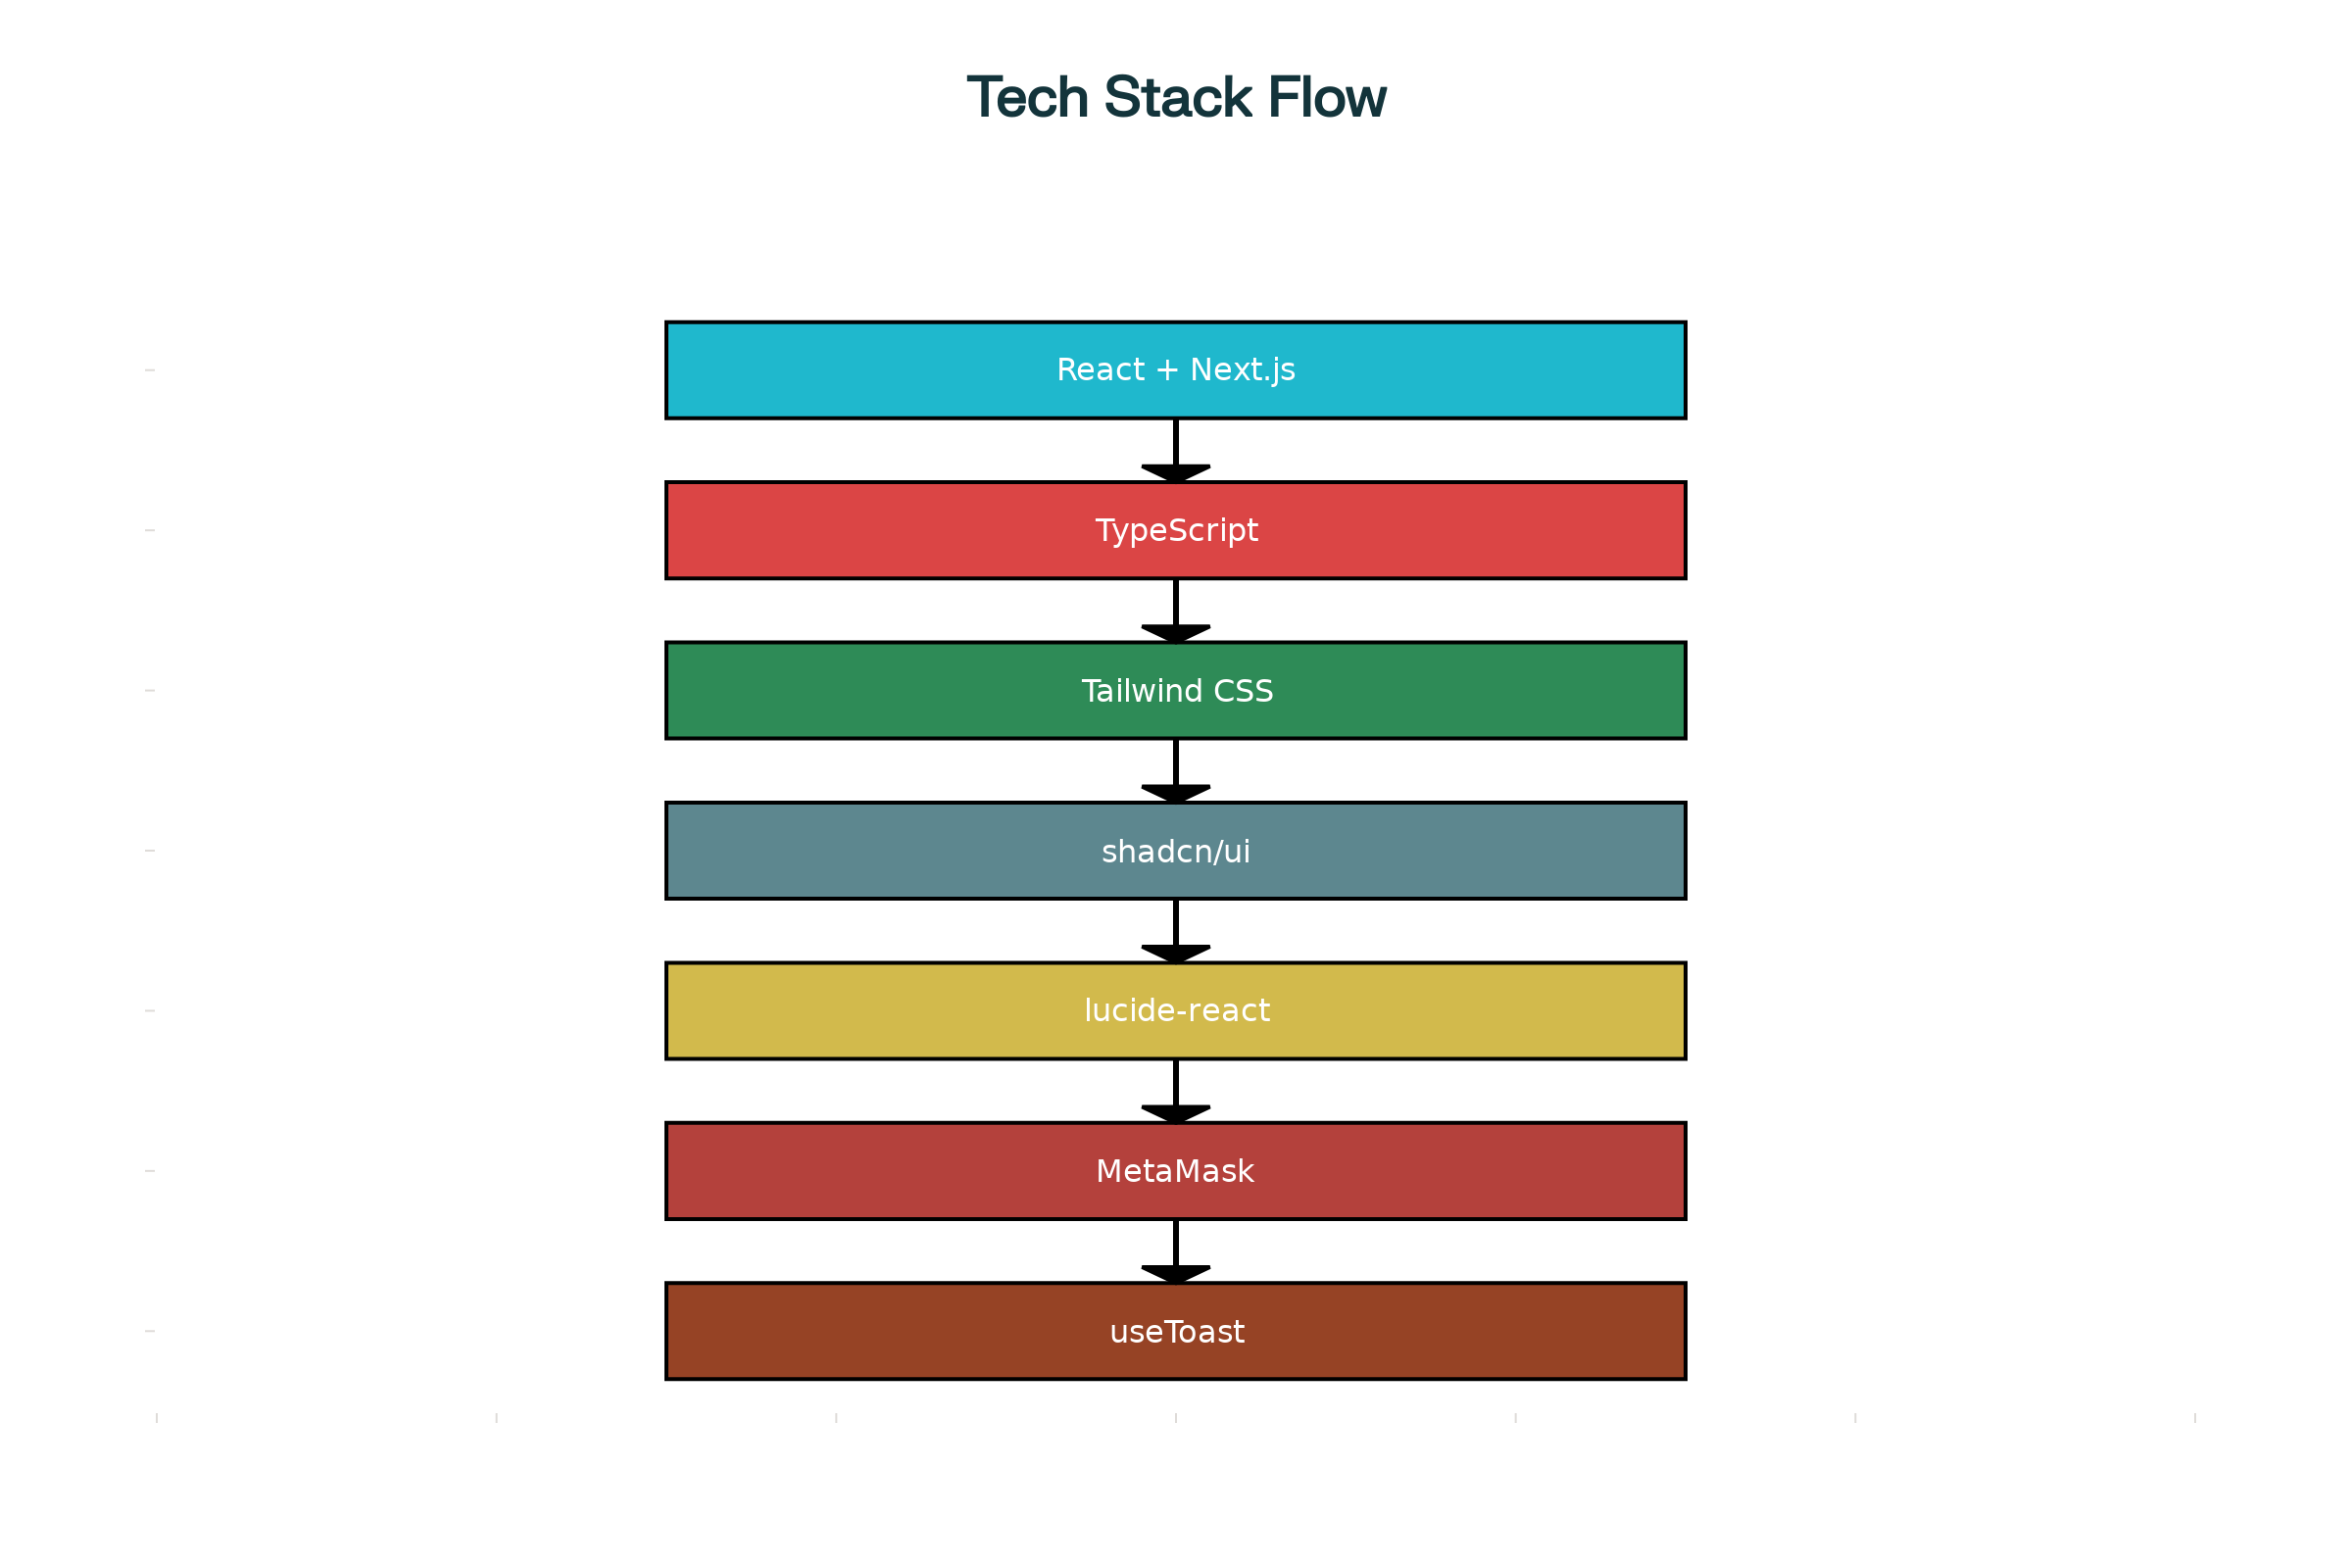 Tech Stack Flow
React + Next.js
TypeScript
Tailwind CSS
shadcn/ui
lucide-react
MetaMask
useToast